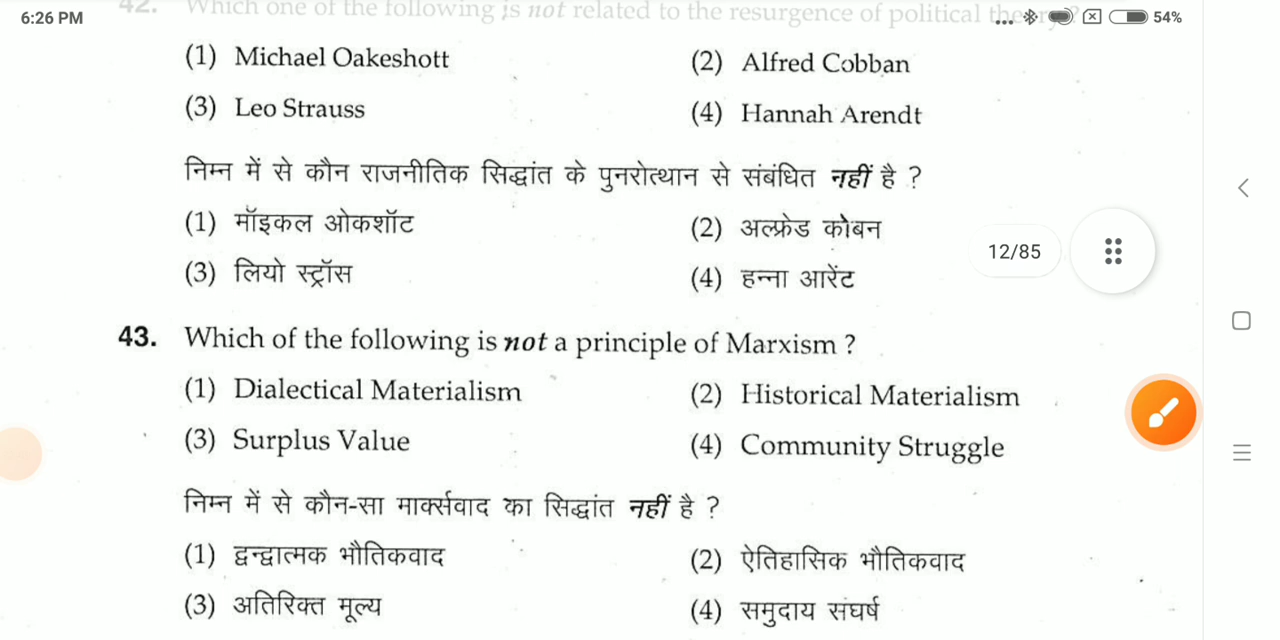 6:26 PM
54%
42. Which one of the following is not related to the resurgence of political theory ?
(1) Michael Oakeshott (2) Alfred Cobban
(3) Leo Strauss (4) Hannah Arendt
निम्न में से कौन राजनीतिक सिद्धांत के पुनरोत्थान से संबंधित नहीं है ?
(1) मॉइकल ओकशॉट (2) अल्फ्रेड कोबन
(3) लियो स्ट्रॉस (4) हन्ना आरेंट
12/85
43. Which of the following is not a principle of Marxism ?
(1) Dialectical Materialism (2) Historical Materialism
(3) Surplus Value (4) Community Struggle
निम्न में से कौन-सा मार्क्सवाद का सिद्धांत नहीं है ?
(1) द्वन्द्वात्मक भौतिकवाद (2) ऐतिहासिक भौतिकवाद
(3) अतिरिक्त मूल्य (4) समुदाय संघर्ष